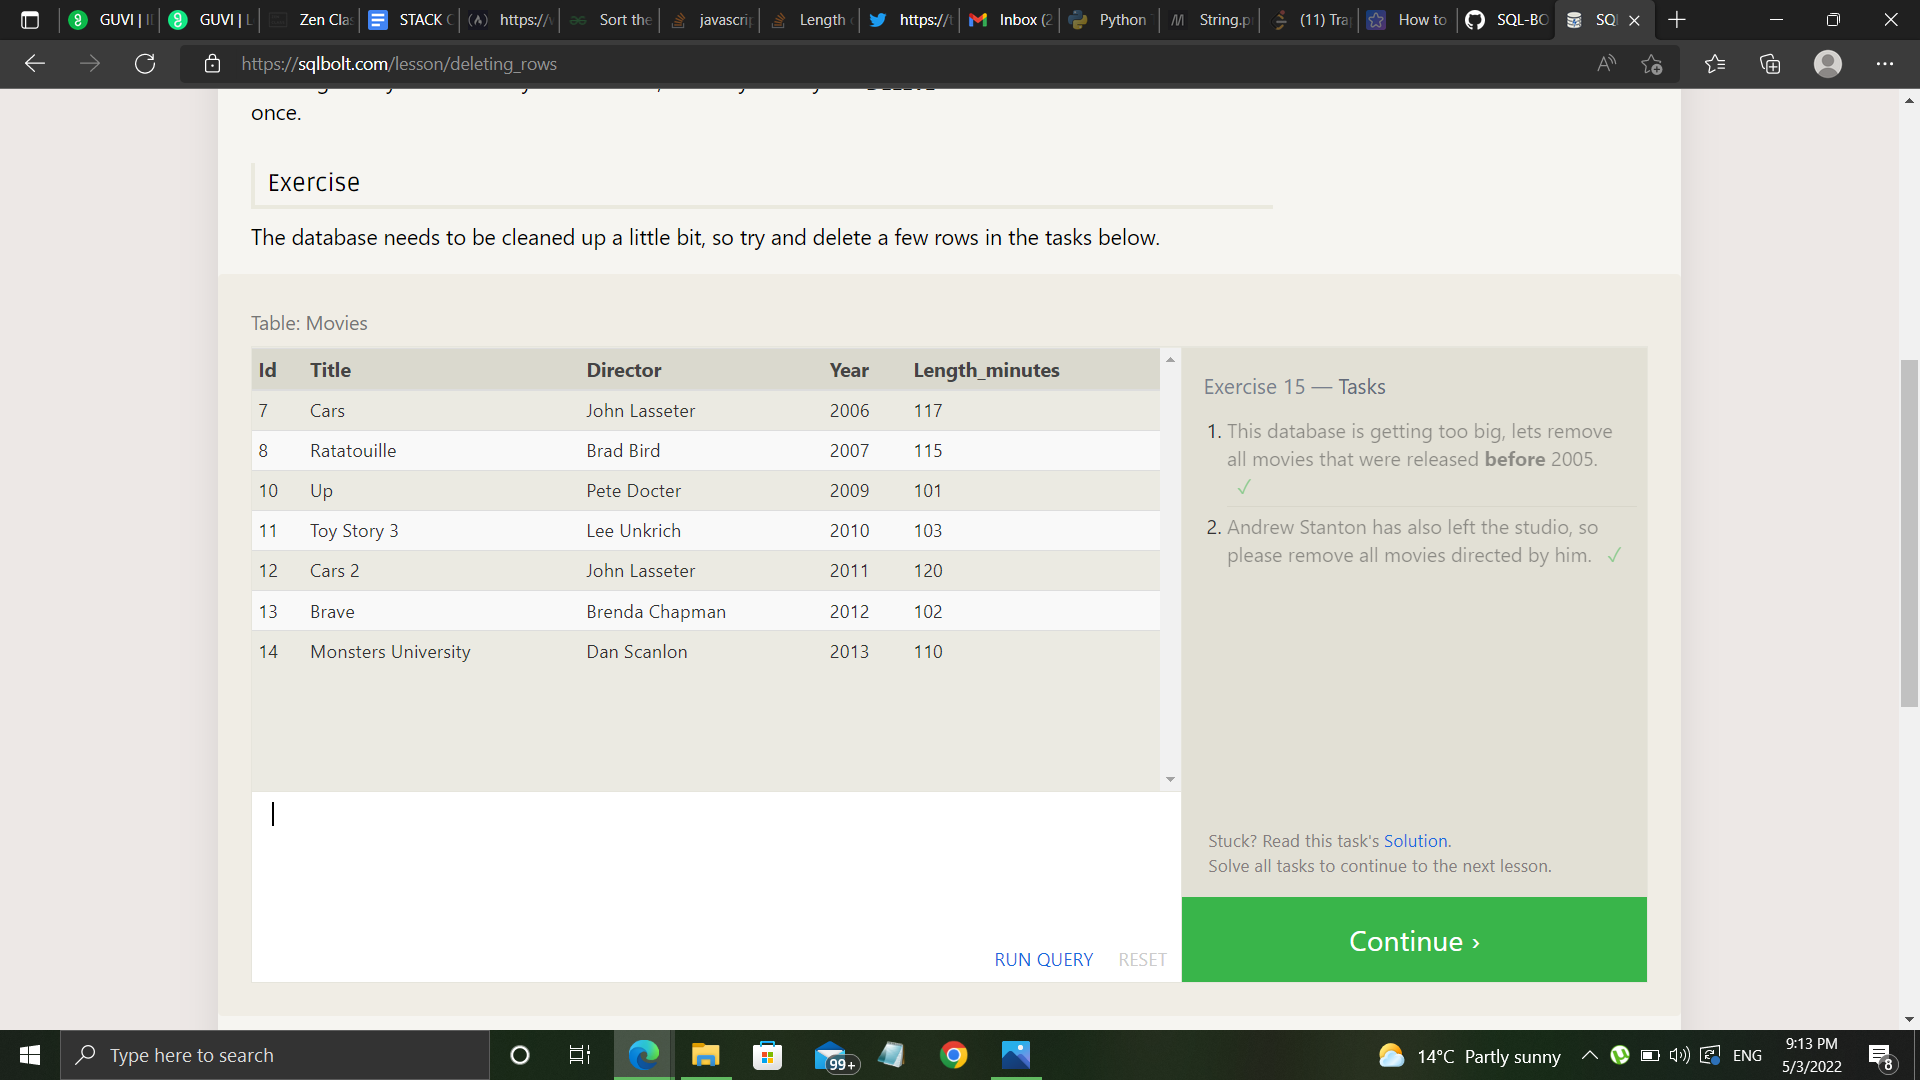 GUVI | I
GUVI | L
Zen Clas
STACK
https://
Sort the
javascrip
Length
https://t
Inbox (2
Python
String.p
(11) Tra
How to
SQL-BO
SQ
https://sqlbolt.com/lesson/deleting_rows
once.
Exercise
The database needs to be cleaned up a little bit, so try and delete a few rows in the tasks below.
Table: Movies
Id Title Director Year Length_minutes
7 Cars John Lasseter 2006 117
8 Ratatouille Brad Bird 2007 115
10 Up Pete Docter 2009 101
11 Toy Story 3 Lee Unkrich 2010 103
12 Cars 2 John Lasseter 2011 120
13 Brave Brenda Chapman 2012 102
14 Monsters University Dan Scanlon 2013 110
RUN QUERY RESET
Exercise 15 — Tasks
1. This database is getting too big, lets remove
all movies that were released before 2005.
✓
2. Andrew Stanton has also left the studio, so
please remove all movies directed by him. ✓
Stuck? Read this task's Solution.
Solve all tasks to continue to the next lesson.
Continue ›
Type here to search
99+
14°C Partly sunny
ENG
9:13 PM
5/3/2022
8